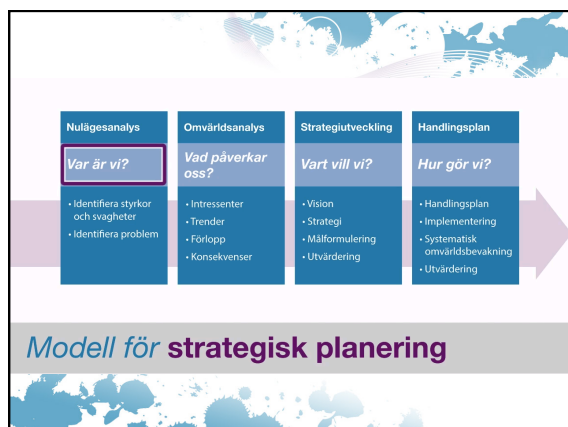 Nulägesanalys
Var är vi?
• Identifiera styrkor
och svagheter
• Identifiera problem
Omvärldsanalys
Vad påverkar
oss?
• Intressenter
• Trender
• Förlopp
• Konsekvenser
Strategiutveckling
Vart vill vi?
• Vision
• Strategi
• Målformulering
• Utvärdering
Handlingsplan
Hur gör vi?
• Handlingsplan
• Implementering
• Systematisk
omvärldsbevakning
• Utvärdering
Modell för strategisk planering